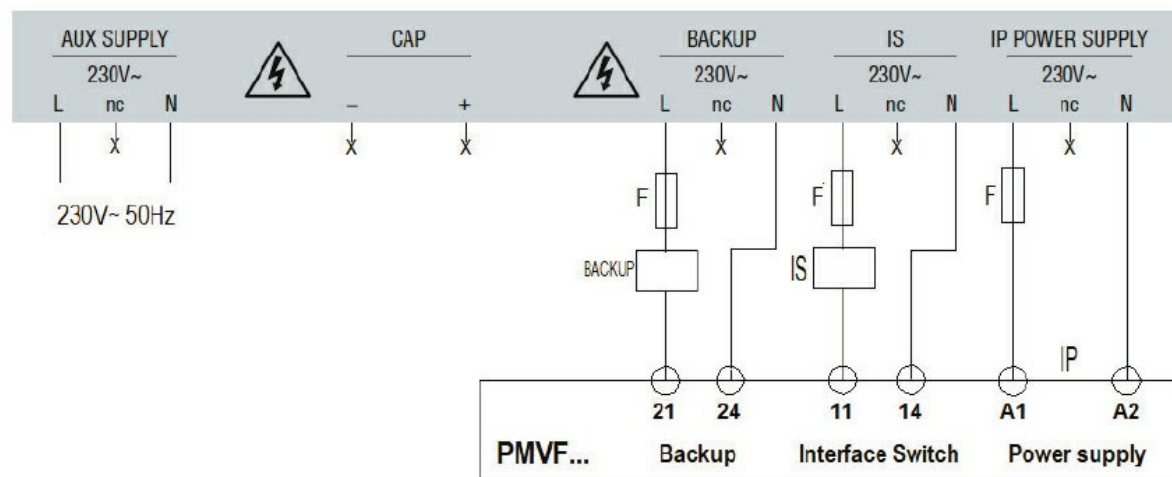 AUX SUPPLY CAP BACKUP IS IP POWER SUPPLY
230V~ 230V~ 230V~ 230V~
L nc N – + L nc N L nc N L nc N
X X X X X X
F F F
230V~ 50Hz
BACKUP IS
IP
21 24 11 14 A1 A2
PMVF... Backup Interface Switch Power supply